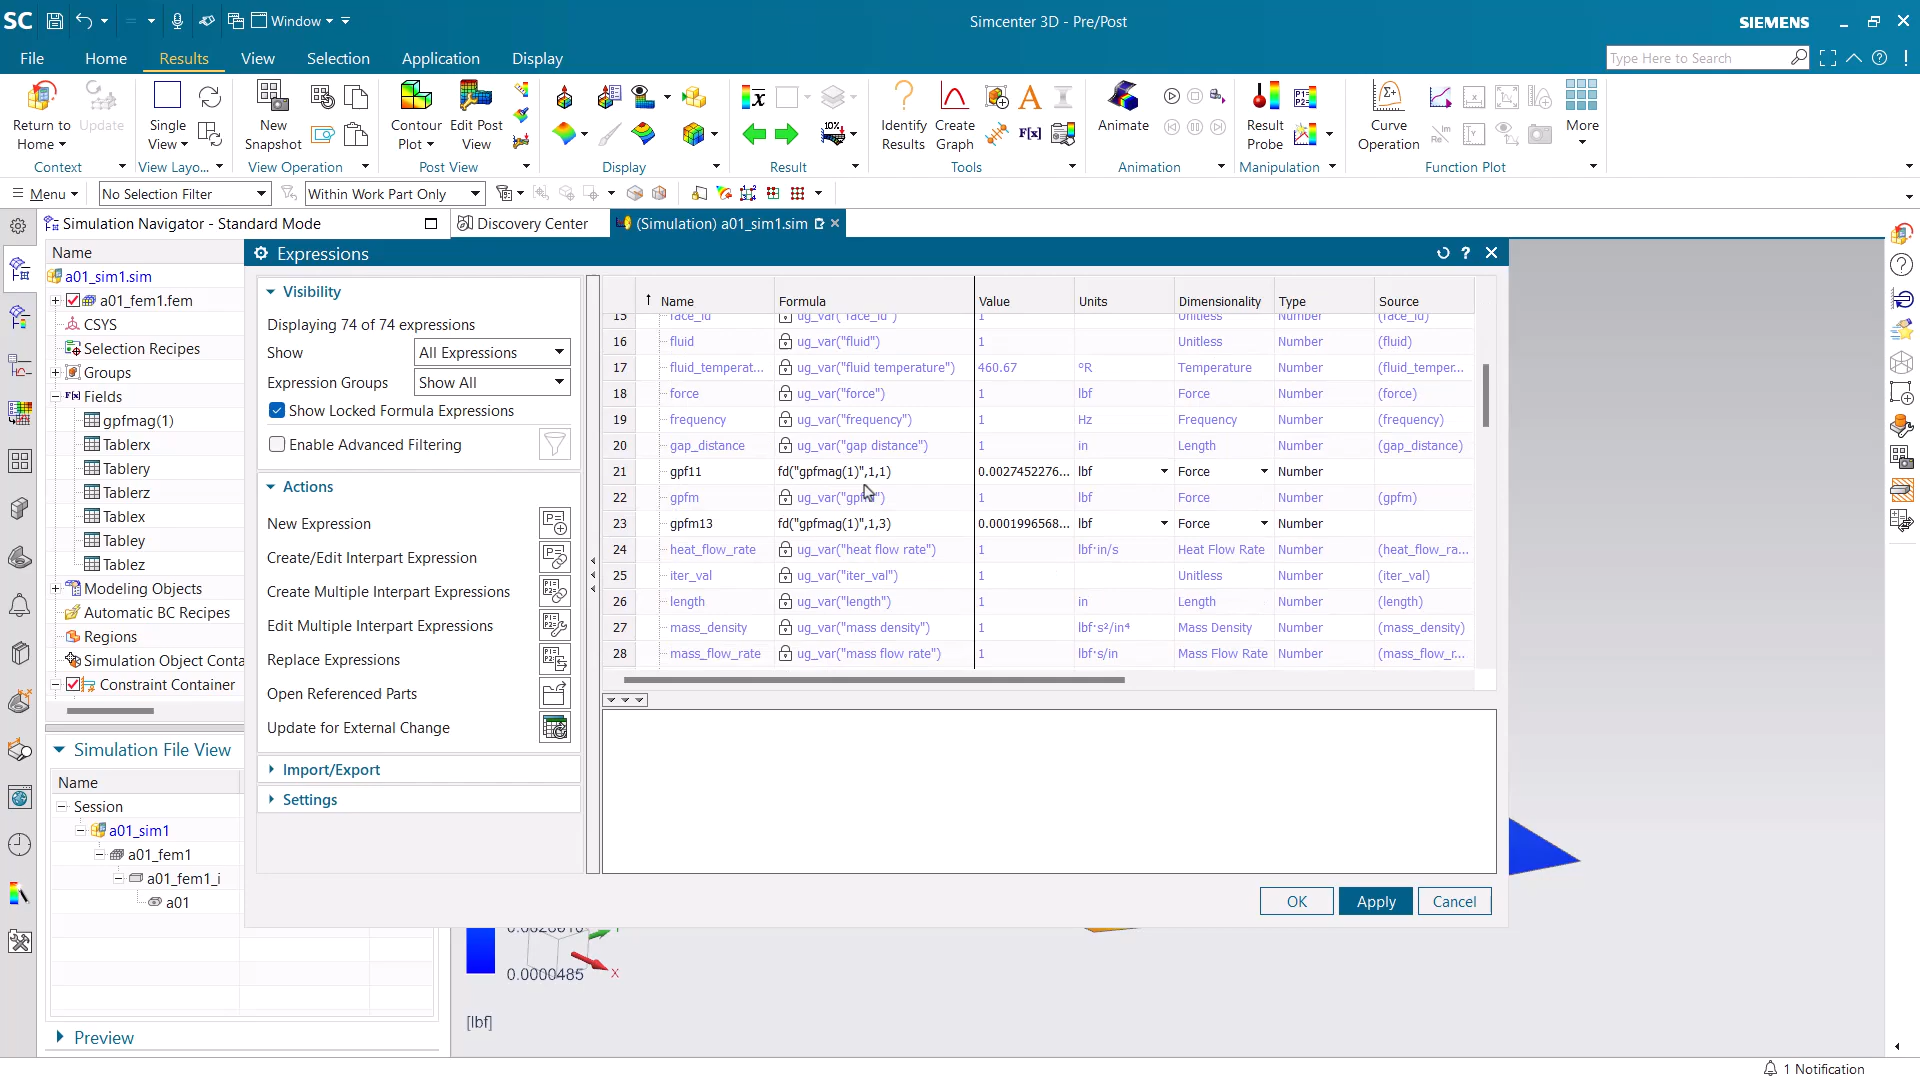 SC Window Simcenter 3D - Pre/Post SIEMENS
File Home Results View Selection Application Display Type Here to Search
Return to Home Update Single View New Snapshot Contour Plot Edit Post View Identify Results Create Graph Animate Result Probe Curve Operation More
Context View Layo... View Operation Post View Display Result Tools Animation Manipulation Function Plot
Menu No Selection Filter Within Work Part Only
Simulation Navigator - Standard Mode Discovery Center (Simulation) a01_sim1.sim
Name
a01_sim1.sim
a01_fem1.fem
CSYS
Selection Recipes
Groups
Fields
gpfmag(1)
Tablerx
Tablery
Tablerz
Tablex
Tabley
Tablez
Modeling Objects
Automatic BC Recipes
Regions
Simulation Object Conta
Constraint Container
Simulation File View
Name
Session
a01_sim1
a01_fem1
a01_fem1_i
a01
Preview
Expressions
Visibility
Displaying 74 of 74 expressions
Show All Expressions
Expression Groups Show All
Show Locked Formula Expressions
Enable Advanced Filtering
Actions
New Expression
Create/Edit Interpart Expression
Create Multiple Interpart Expressions
Edit Multiple Interpart Expressions
Replace Expressions
Open Referenced Parts
Update for External Change
Import/Export
Settings
Name Formula Value Units Dimensionality Type Source
15 face_id ug_var("face_id") 1 Unitless Number (face_id)
16 fluid ug_var("fluid") 1 Unitless Number (fluid)
17 fluid_temperat... ug_var("fluid temperature") 460.67 °R Temperature Number (fluid_temper...
18 force ug_var("force") 1 lbf Force Number (force)
19 frequency ug_var("frequency") 1 Hz Frequency Number (frequency)
20 gap_distance ug_var("gap distance") 1 in Length Number (gap_distance)
21 gpf11 fd("gpfmag(1)",1,1) 0.0027452276... lbf Force Number
22 gpfm ug_var("gpfm") 1 lbf Force Number (gpfm)
23 gpfm13 fd("gpfmag(1)",1,3) 0.0001996568... lbf Force Number
24 heat_flow_rate ug_var("heat flow rate") 1 lbf·in/s Heat Flow Rate Number (heat_flow_ra...
25 iter_val ug_var("iter_val") 1 Unitless Number (iter_val)
26 length ug_var("length") 1 in Length Number (length)
27 mass_density ug_var("mass density") 1 lbf·s²/in⁴ Mass Density Number (mass_density)
28 mass_flow_rate ug_var("mass flow rate") 1 lbf·s/in Mass Flow Rate Number (mass_flow_r...
OK Apply Cancel
0.0000485 X
[lbf]
1 Notification